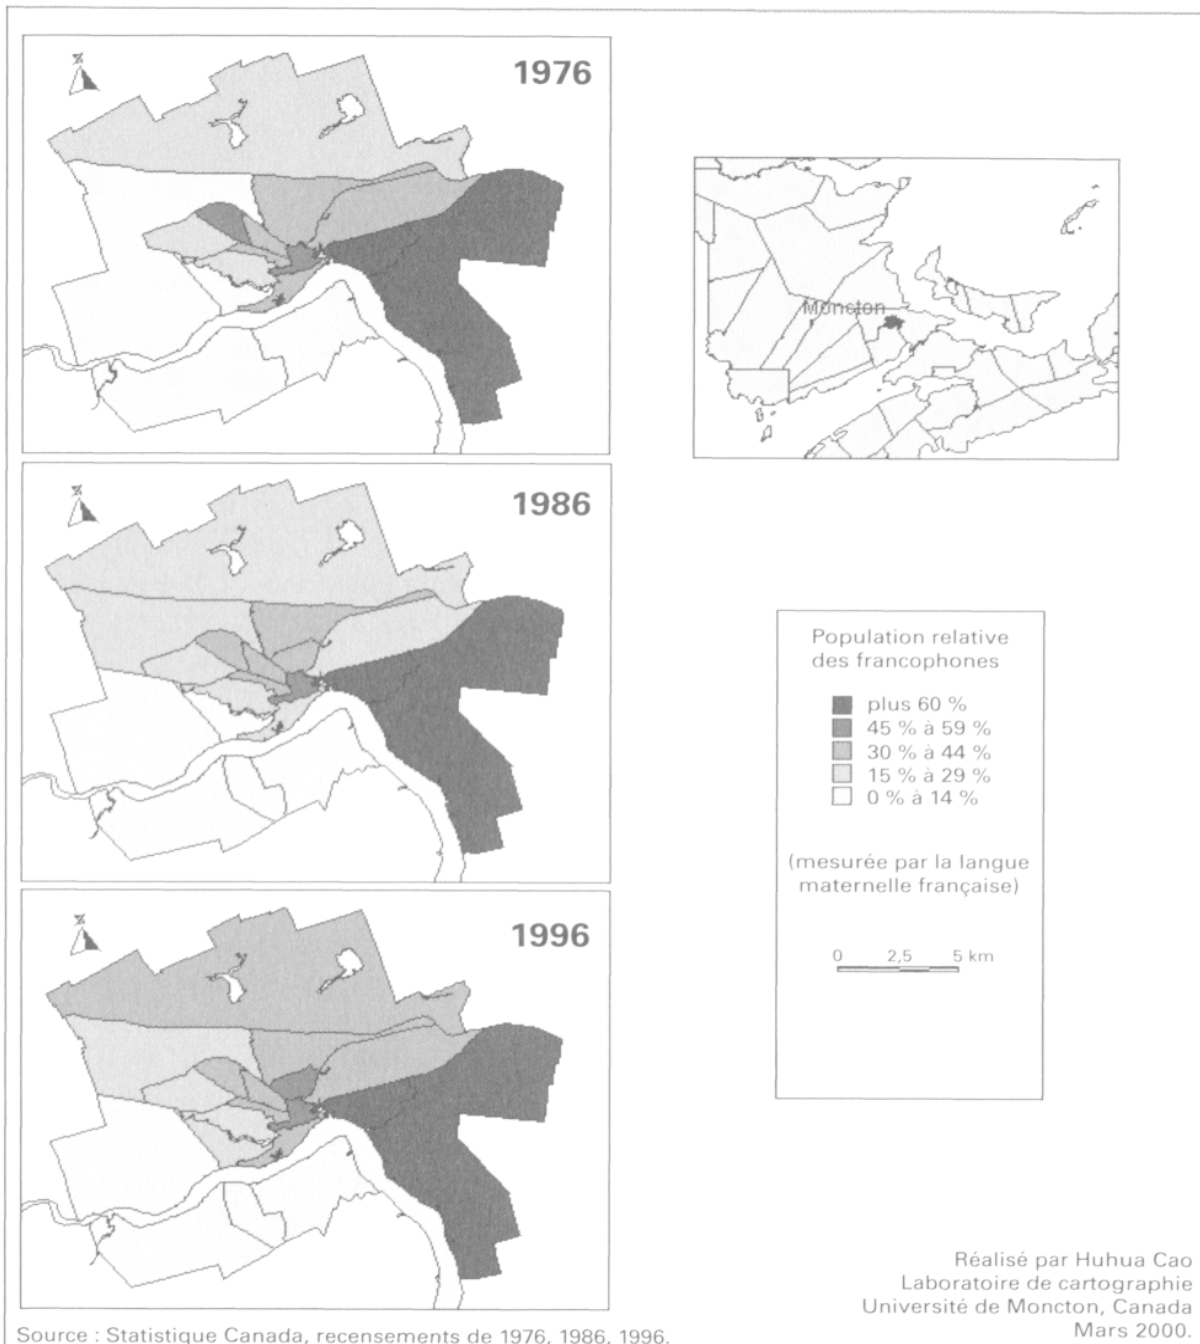 1976
Moncton
1986
1996
Population relative
des francophones
plus 60 %
45 % à 59 %
30 % à 44 %
15 % à 29 %
0 % à 14 %
(mesurée par la langue
maternelle française)
0 2,5 5 km
Réalisé par Huhua Cao
Laboratoire de cartographie
Université de Moncton, Canada
Mars 2000.
Source : Statistique Canada, recensements de 1976, 1986, 1996.